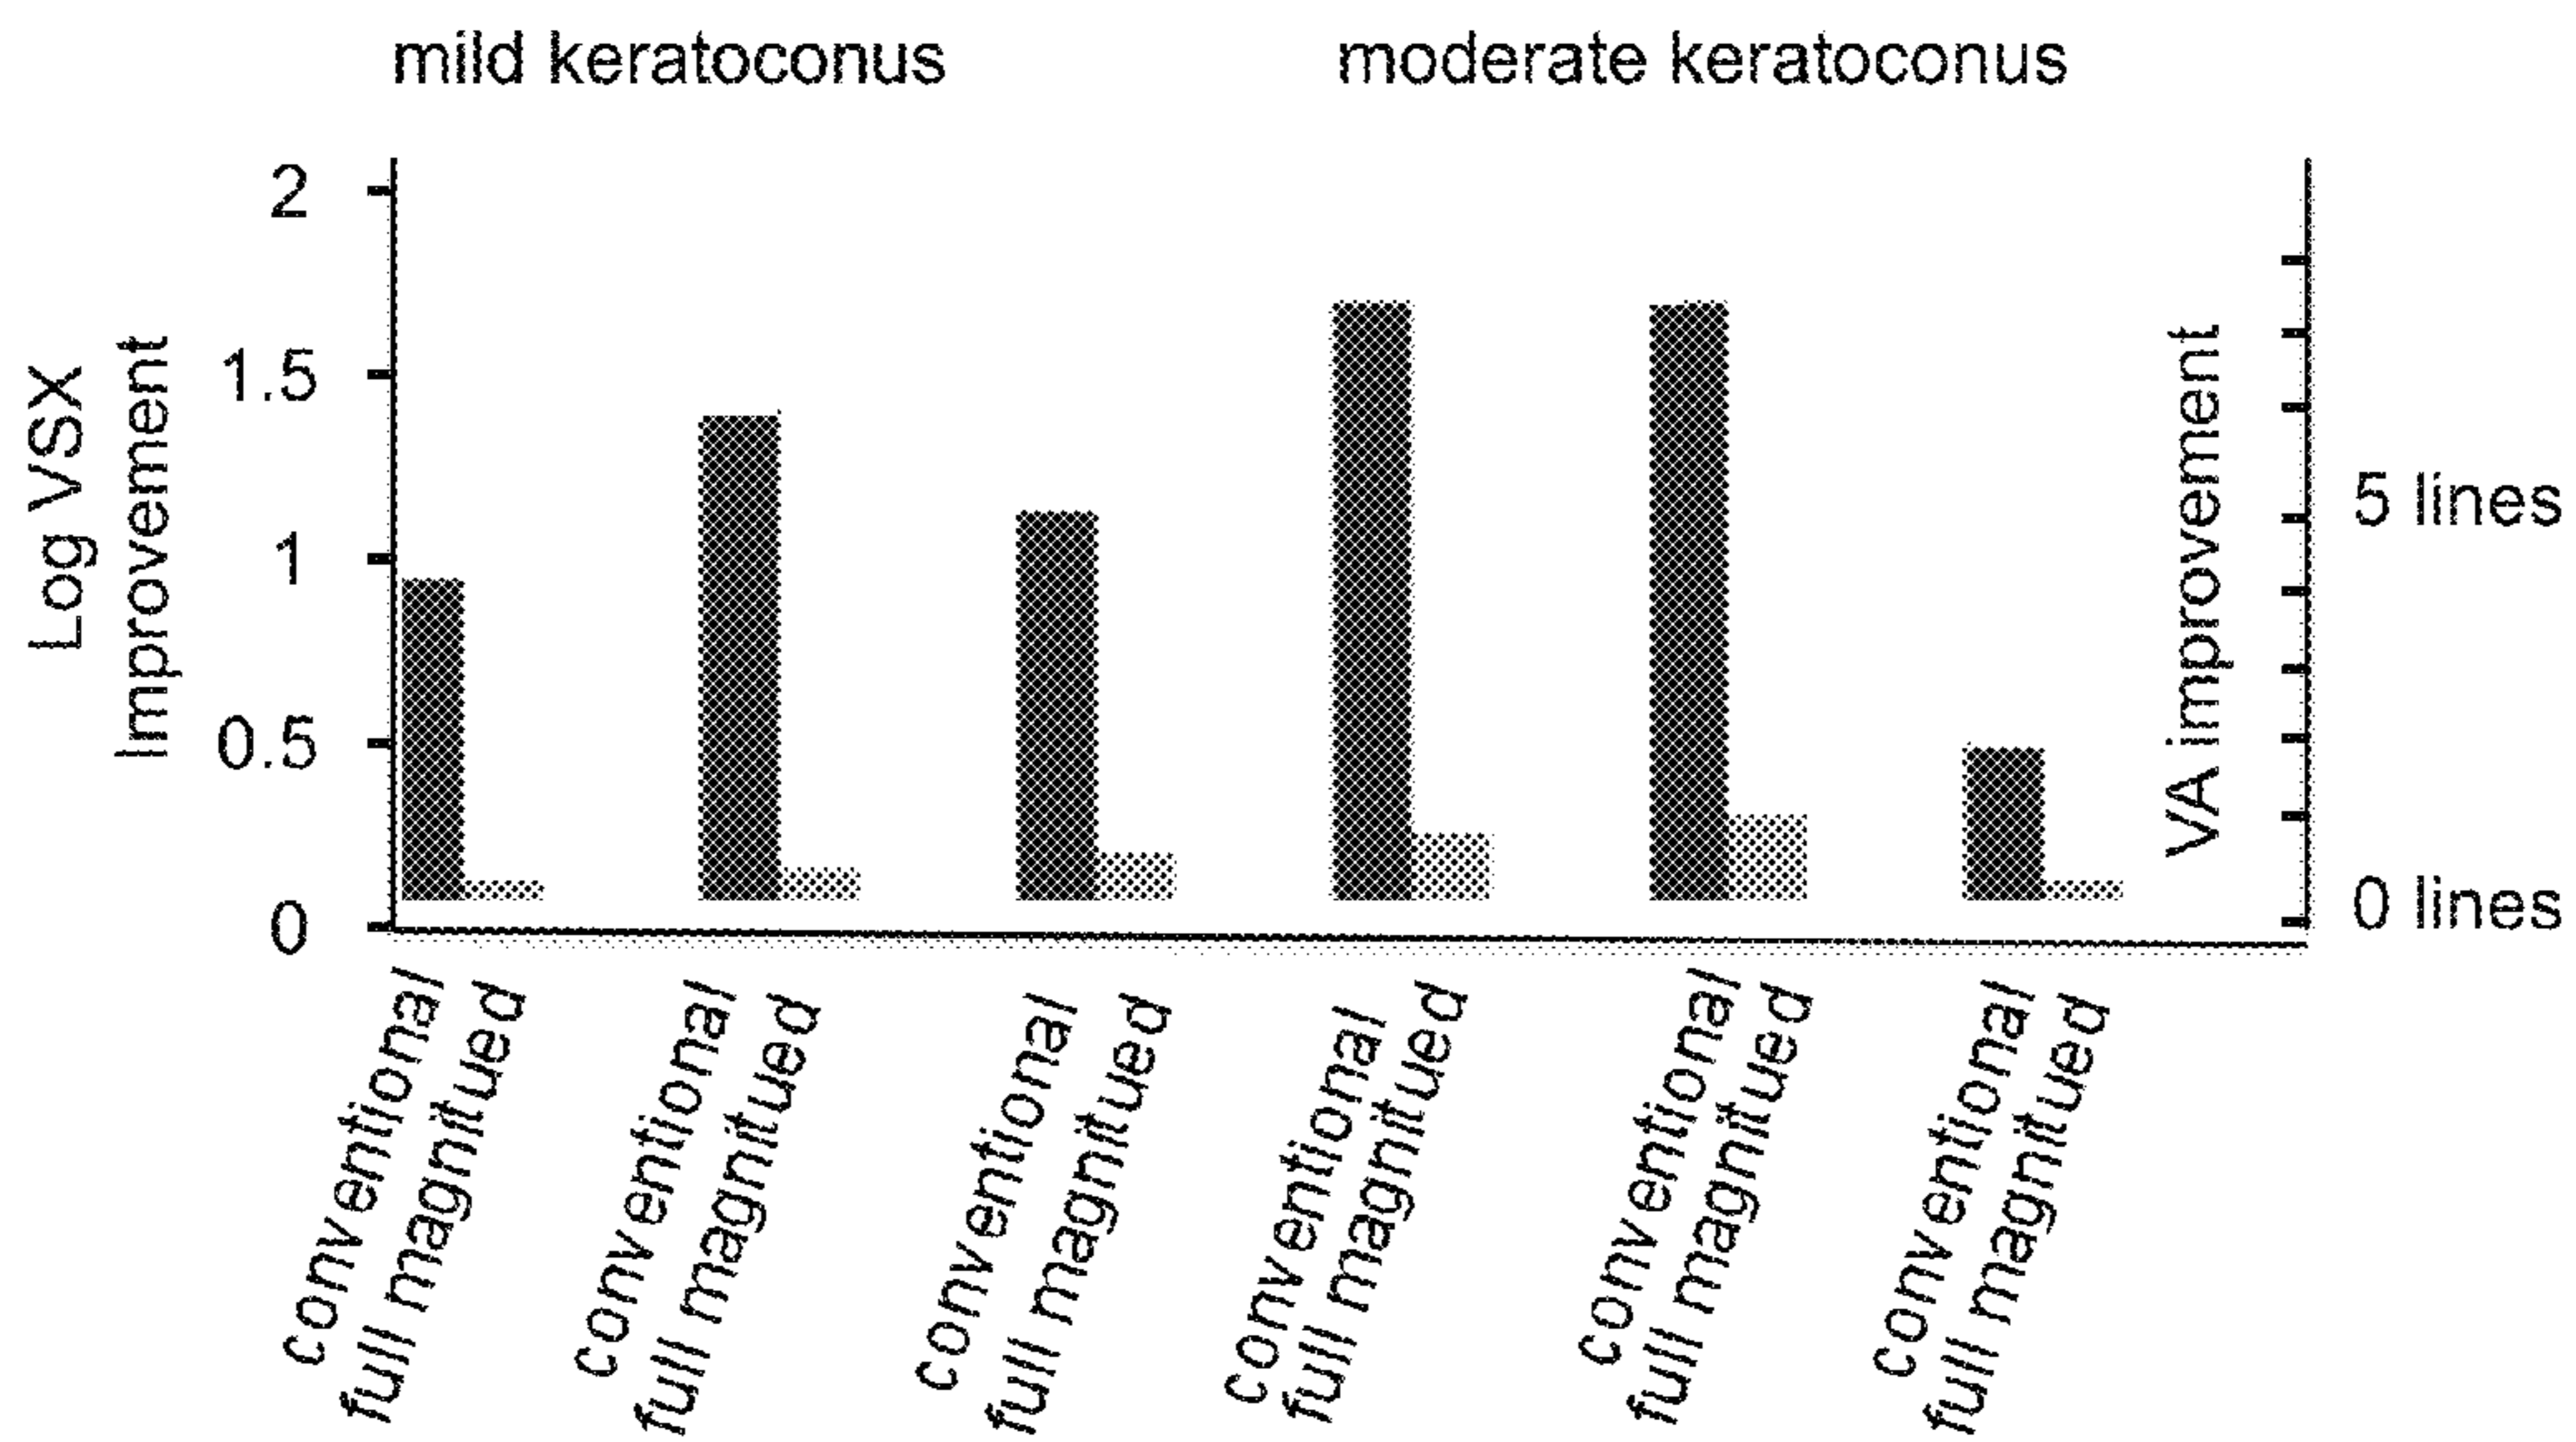 mild keratoconus
moderate keratoconus
Log VSX
Improvement
2
1.5
1
0.5
0
VA improvement
5 lines
0 lines
conventional
full magnitued
conventional
full magnitued
conventional
full magnitued
conventional
full magnitued
conventional
full magnitued
conventional
full magnitued